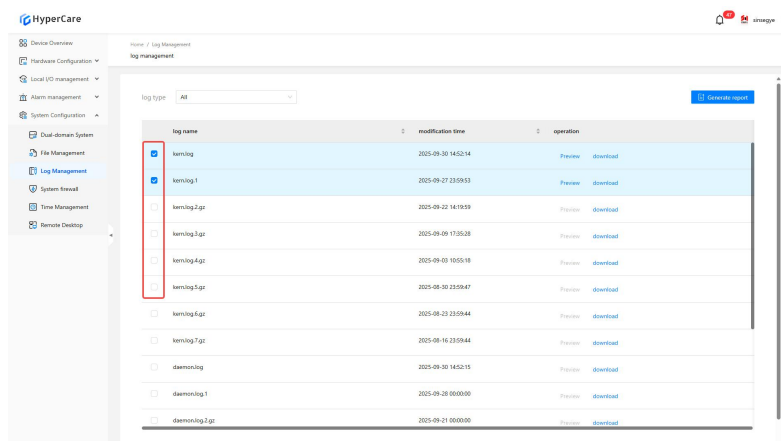 HyperCare
47
sinsegye
Device Overview
Hardware Configuration
Local I/O management
Alarm management
System Configuration
Dual-domain System
File Management
Log Management
System firewall
Time Management
Remote Desktop
Home / Log Management
log management
log type All
Generate report
log name modification time operation
kern.log 2025-09-30 14:52:14 Preview download
kern.log.1 2025-09-27 23:59:53 Preview download
kern.log.2.gz 2025-09-22 14:19:59 Preview download
kern.log.3.gz 2025-09-09 17:35:28 Preview download
kern.log.4.gz 2025-09-03 10:55:18 Preview download
kern.log.5.gz 2025-08-30 23:59:47 Preview download
kern.log.6.gz 2025-08-23 23:59:44 Preview download
kern.log.7.gz 2025-08-16 23:59:44 Preview download
daemon.log 2025-09-30 14:52:15 Preview download
daemon.log.1 2025-09-28 00:00:00 Preview download
daemon.log.2.gz 2025-09-21 00:00:00 Preview download